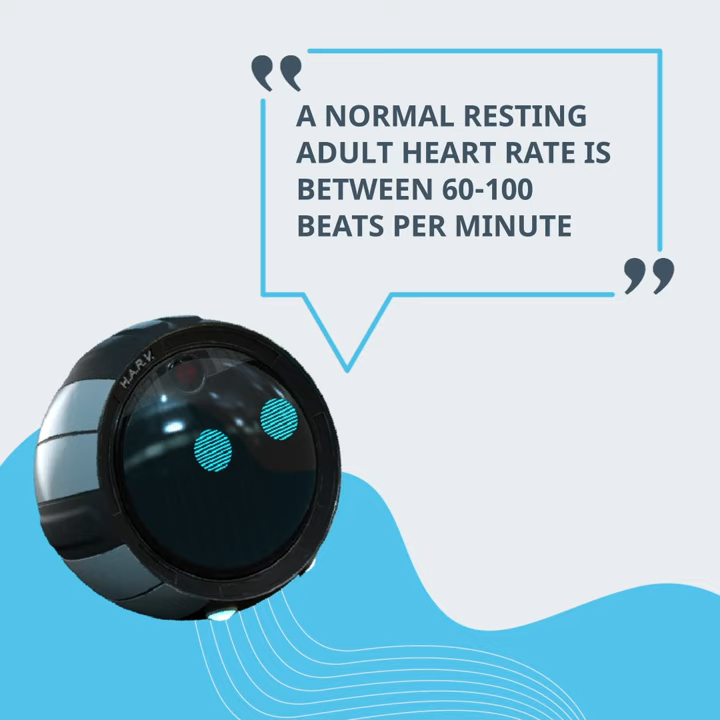 A NORMAL RESTING
ADULT HEART RATE IS
BETWEEN 60-100
BEATS PER MINUTE
H.A.R.V.